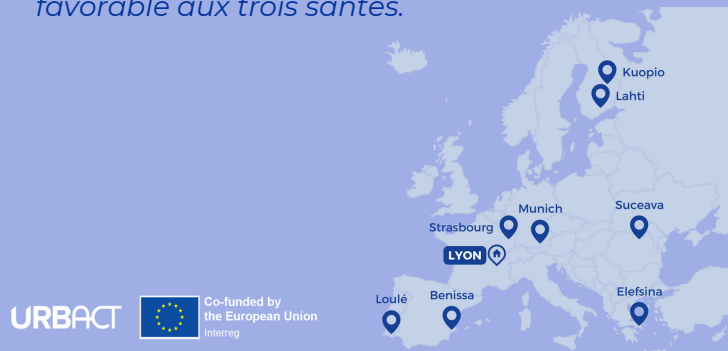 favorable aux trois santés.
Kuopio
Lahti
Suceava
Munich
Strasbourg
LYON
Elefsina
Benissa
Loulé
URBACT
Co-funded by
the European Union
Interreg